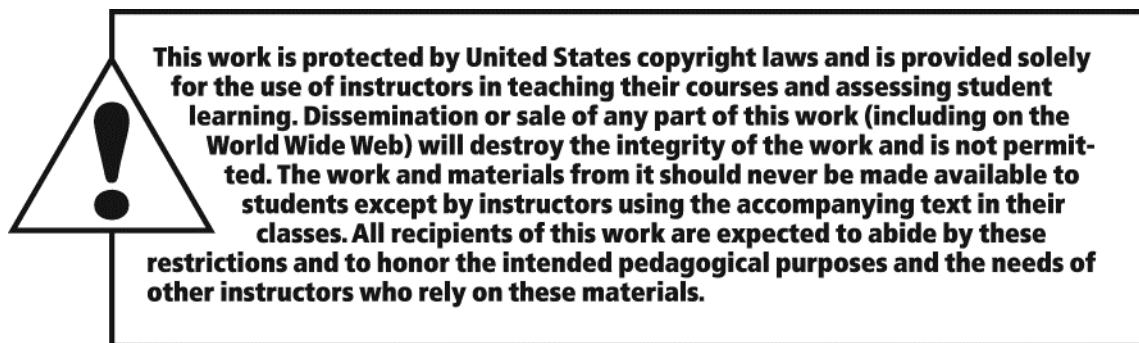 This work is protected by United States copyright laws and is provided solely
for the use of instructors in teaching their courses and assessing student
learning. Dissemination or sale of any part of this work (including on the
World Wide Web) will destroy the integrity of the work and is not permit-
ted. The work and materials from it should never be made available to
students except by instructors using the accompanying text in their
classes. All recipients of this work are expected to abide by these
restrictions and to honor the intended pedagogical purposes and the needs of
other instructors who rely on these materials.